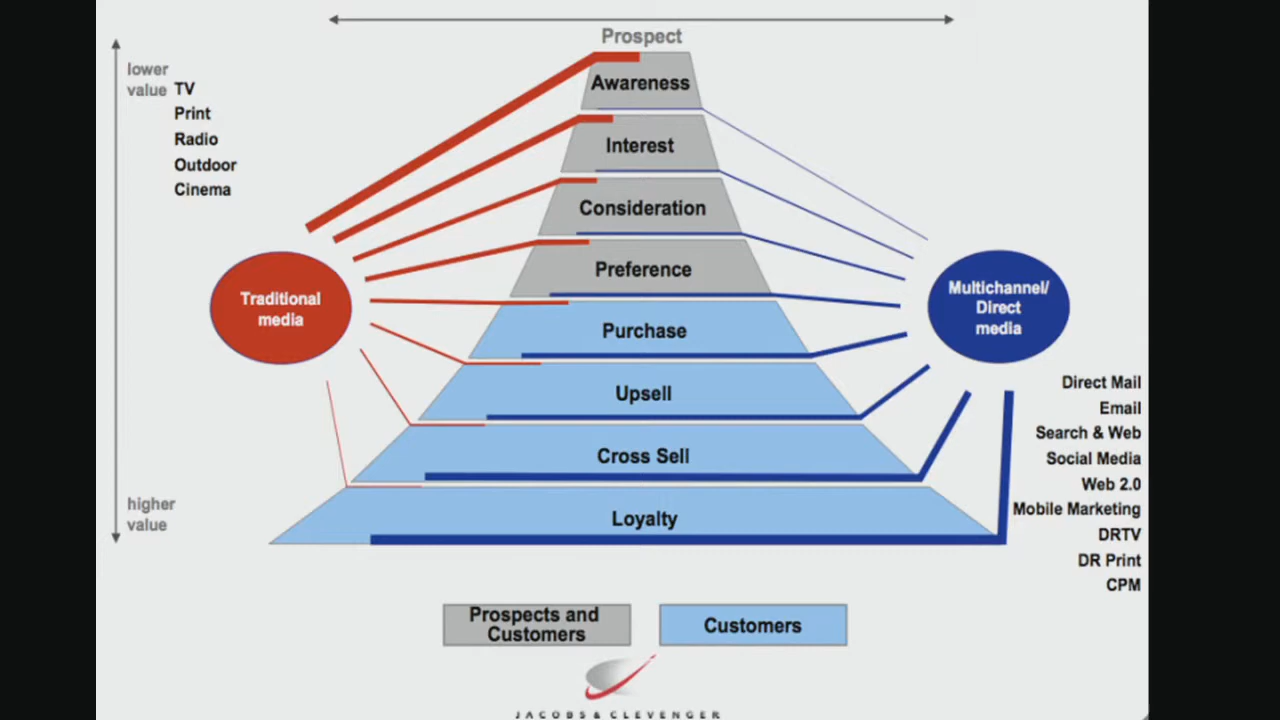 Prospect
lower
value
TV
Print
Radio
Outdoor
Cinema
Awareness
Interest
Consideration
Preference
Purchase
Upsell
Cross Sell
Loyalty
Traditional
media
Multichannel/
Direct
media
Direct Mail
Email
Search & Web
Social Media
Web 2.0
Mobile Marketing
DRTV
DR Print
CPM
higher
value
Prospects and
Customers
Customers
JACOBS & CLEVENGER